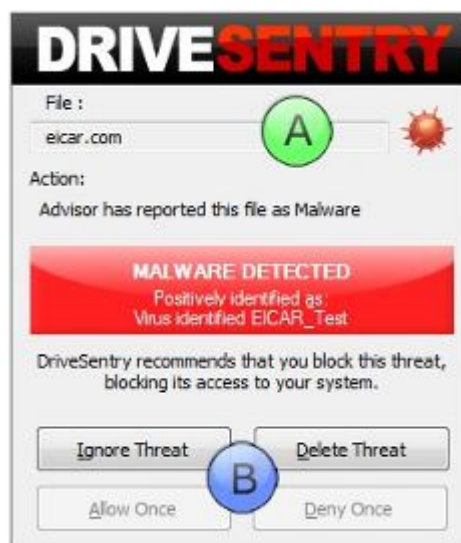 DRIVESENTRY
File :
A
eicar.com
Action:
Advisor has reported this file as Malware
MALWARE DETECTED
Positively identified as:
Virus identified EICAR_Test
DriveSentry recommends that you block this threat,
blocking its access to your system.
Ignore Threat
Delete Threat
B
Allow Once
Deny Once